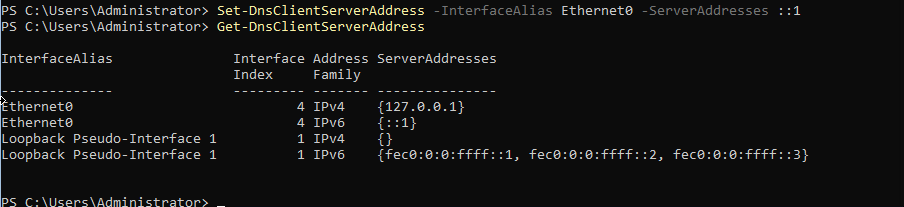 PS C:\Users\Administrator> Set-DnsClientServerAddress -InterfaceAlias Ethernet0 -ServerAddresses ::1
PS C:\Users\Administrator> Get-DnsClientServerAddress
InterfaceAlias               Interface Address ServerAddresses
                             Index     Family
--------------               --------- ------- ---------------
Ethernet0                            4 IPv4    {127.0.0.1}
Ethernet0                            4 IPv6    {::1}
Loopback Pseudo-Interface 1          1 IPv4    {}
Loopback Pseudo-Interface 1          1 IPv6    {fec0:0:0:ffff::1, fec0:0:0:ffff::2, fec0:0:0:ffff::3}
PS C:\Users\Administrator> _